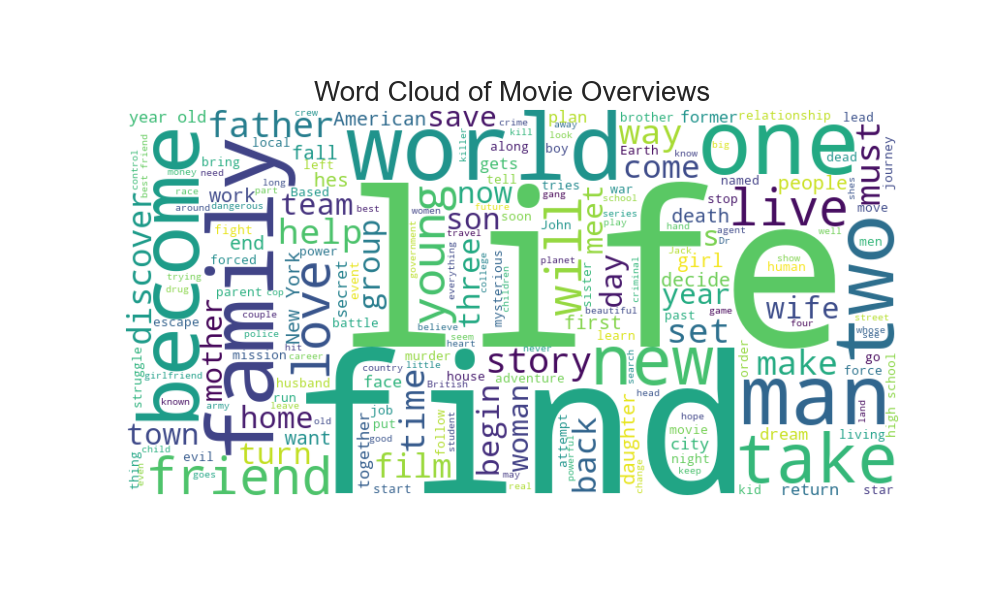 Word Cloud of Movie Overviews
year old
father
crew
American
save
crime
away
plan
brother
former
relationship
lead
best friend
control
money
need
become
local
fall
left
world
killer
kill
look
along
boy
way
Earth
know
come
one
big
dead
must
journey
bring
race
family
long
hes
Based
part
gets
tell
now
tries
gang
war
school
stop
named
people
shes
move
around
dangerous
work
team
best
young
women
future
son
soon
travel
John
series
play
meet
death
hand
agent
Dr
live
well
men
two
discover
fight
end
help
power
life
will
s
Jack,
girl
show
human
forced
New York
love
secret
event
group
government
three
everything
college
children
mysterious
planet
sister
day
beautiful
criminal
decide
year
past
game
wife
four
street
whose
see
trying
drug
parent
cop
couple
battle
believe
seem
heart
first
learn
set
escape
police
hit
career
mother
mission
murder
little
country
never
story
house
British
adventure
new
search
order
make
go
force
struggle
girlfriend
known
army
husband
run
leave
face
find
time
job
put
good
head
man
land
high school
town
home
old
want
together
follow
student
begin
woman
attempt
powerful
back
daughter
change
hope
movie
city
night
keep
dream
living
thing
even
child
evil
goes
turn
friend
start
film
may
real
take
kid
return
star